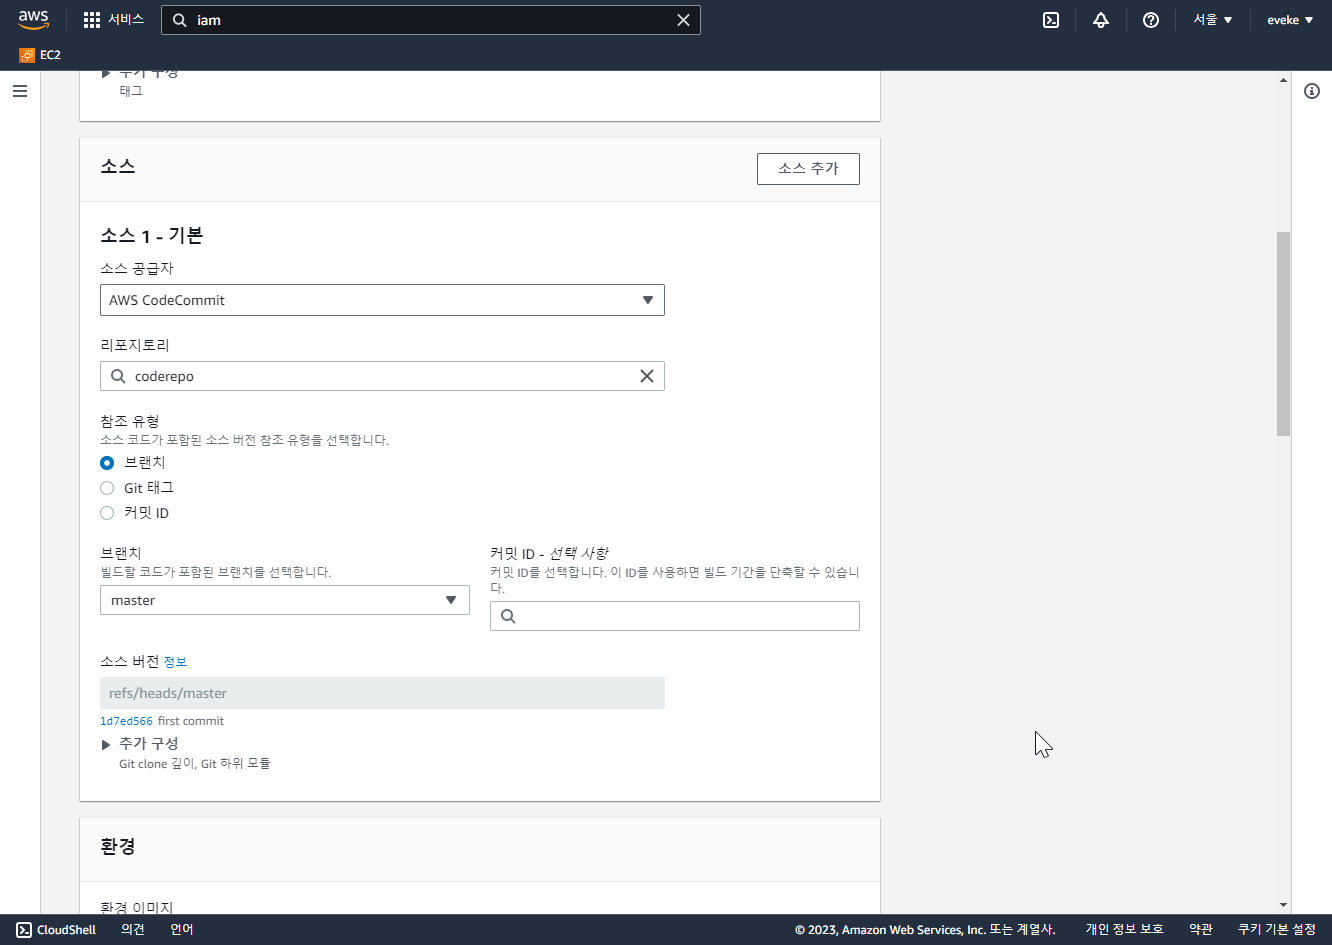 aws
서비스
iam
서울
eveke
EC2
추가 구성
태그
소스
소스 추가
소스 1 - 기본
소스 공급자
AWS CodeCommit
리포지토리
coderepo
참조 유형
소스 코드가 포함된 소스 버전 참조 유형을 선택합니다.
브랜치
Git 태그
커밋 ID
브랜치
빌드할 코드가 포함된 브랜치를 선택합니다.
master
커밋 ID - 선택 사항
커밋 ID를 선택합니다. 이 ID를 사용하면 빌드 기간을 단축할 수 있습니
다.
소스 버전 정보
refs/heads/master
1d7ed566 first commit
추가 구성
Git clone 깊이, Git 하위 모듈
환경
환경 이미지
CloudShell
의견
언어
© 2023, Amazon Web Services, Inc. 또는 계열사.
개인 정보 보호
약관
쿠키 기본 설정